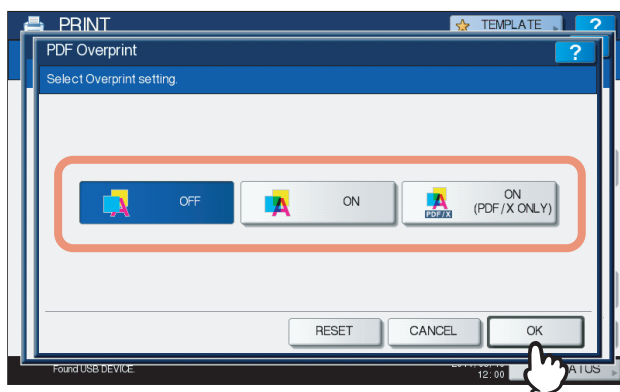 PRINT
TEMPLATE
?
PDF Overprint
?
Select Overprint setting.
OFF
ON
PDF/X
ON
(PDF/X ONLY)
RESET
CANCEL
OK
Found USB DEVICE.
12:00